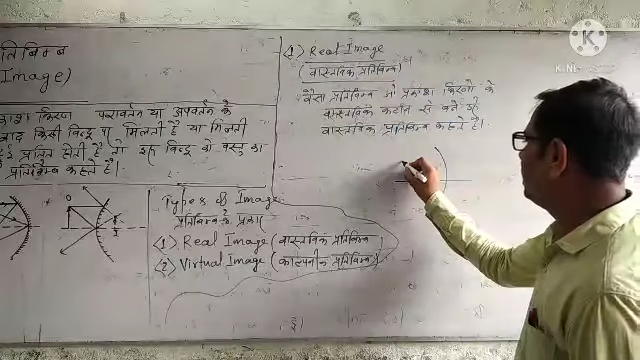 तिबिम्ब
Image)
काश किरण परावर्तन या अपवर्तन के
बाद किसी बिन्दु पर मिलती है या मिलती
हुई प्रतित होती है तो उस बिन्दु को वस्तु का
प्रतिबिम्ब कहते है।
Types of Image
प्रतिबिम्ब के प्रकार
(1) Real Image (वास्तविक प्रतिबिम्ब)
(2) Virtual Image (काल्पनीक प्रतिबिम्ब)
(1) Real Image
(वास्तविक प्रतिबिम्ब)
वैसा प्रतिबिम्ब जो प्रकाश किरणों के
वास्तविक कटान से बने उसे
वास्तविक प्रतिबिम्ब कहते है।
O
K